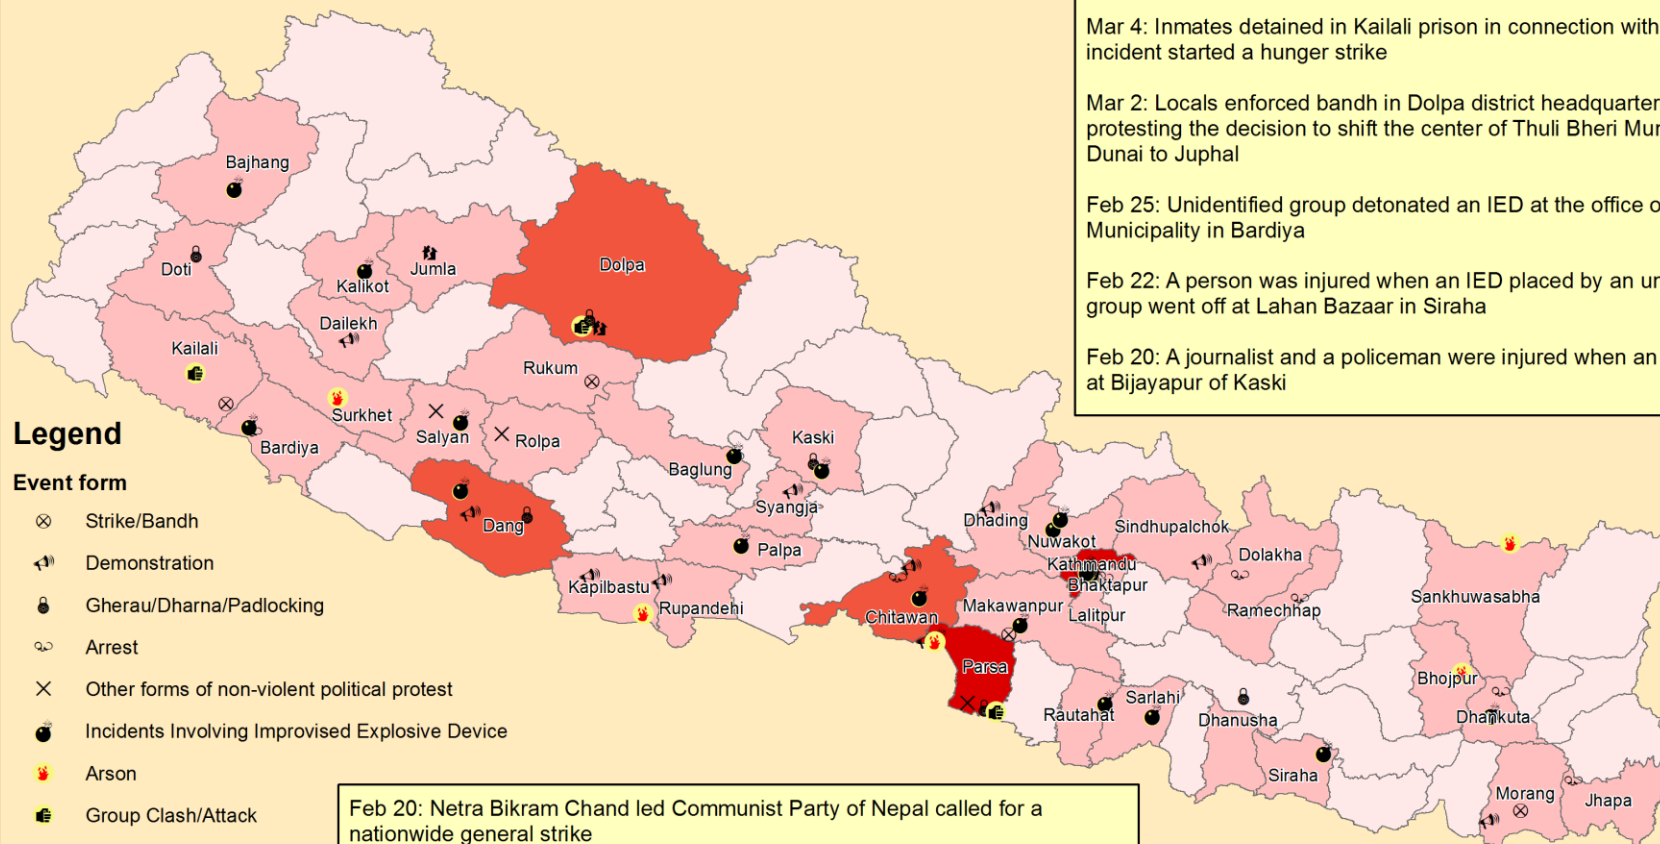 Mar 4: Inmates detained in Kailali prison in connection with
incident started a hunger strike
Mar 2: Locals enforced bandh in Dolpa district headquarter
protesting the decision to shift the center of Thuli Bheri Mu
Dunai to Juphal
Feb 25: Unidentified group detonated an IED at the office o
Municipality in Bardiya
Feb 22: A person was injured when an IED placed by an u
group went off at Lahan Bazaar in Siraha
Feb 20: A journalist and a policeman were injured when an
at Bijayapur of Kaski
Bajhang
Doti
Kalikot
Jumla
Dolpa
Dailekh
Kailali
Rukum
Surkhet
Salyan
Rolpa
Bardiya
Baglung
Kaski
Syangja
Dang
Palpa
Kapilbastu
Rupandehi
Dhading
Nuwakot
Sindhupalchok
Kathmandu
Bhaktapur
Dolakha
Chitawan
Makawanpur
Lalitpur
Ramechhap
Sankhuwasabha
Parsa
Bhojpur
Rautahat
Sarlahi
Dhanusha
Dhankuta
Siraha
Morang
Jhapa
Legend
Event form
Strike/Bandh
Demonstration
Gherau/Dharna/Padlocking
Arrest
Other forms of non-violent political protest
Incidents Involving Improvised Explosive Device
Arson
Group Clash/Attack
Feb 20: Netra Bikram Chand led Communist Party of Nepal called for a
nationwide general strike